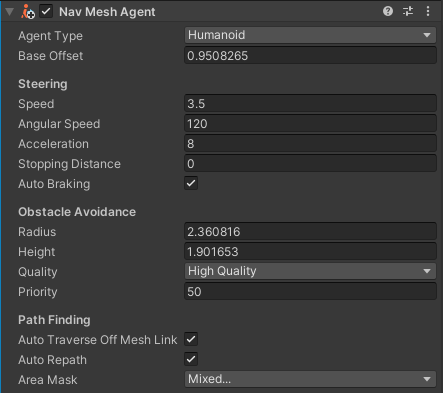 Nav Mesh Agent
Agent Type Humanoid
Base Offset 0.9508265
Steering
Speed 3.5
Angular Speed 120
Acceleration 8
Stopping Distance 0
Auto Braking
Obstacle Avoidance
Radius 2.360816
Height 1.901653
Quality High Quality
Priority 50
Path Finding
Auto Traverse Off Mesh Link
Auto Repath
Area Mask Mixed...